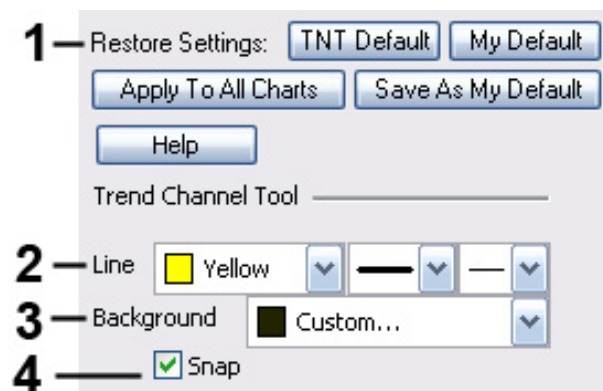 1 Restore Settings: TNT Default My Default
Apply To All Charts Save As My Default
Help
Trend Channel Tool
2 Line Yellow
3 Background Custom...
4 Snap